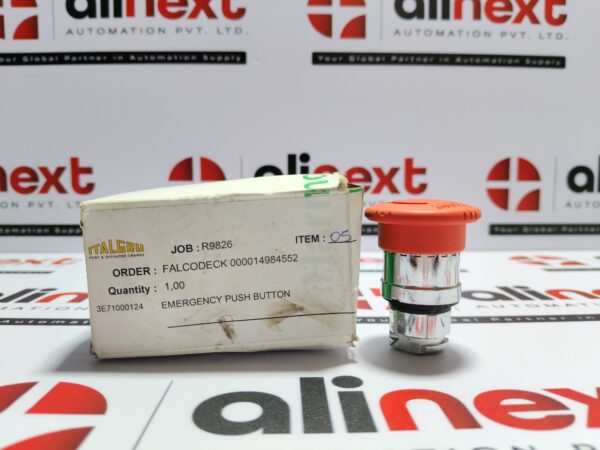 alinext
AUTOMATION PVT. LTD.
Your Global Partner in Automation Supply
alinext
AUTOMATION PVT. LTD.
Your Global Partner in Automation Supply
alinext
alinext
ITALGRU
PORT & OFFSHORE CRANES
JOB : R9826
ITEM : 05
ORDER : FALCODECK 000014984552
Quantity : 1,00
3E71000124 EMERGENCY PUSH BUTTON
alinext